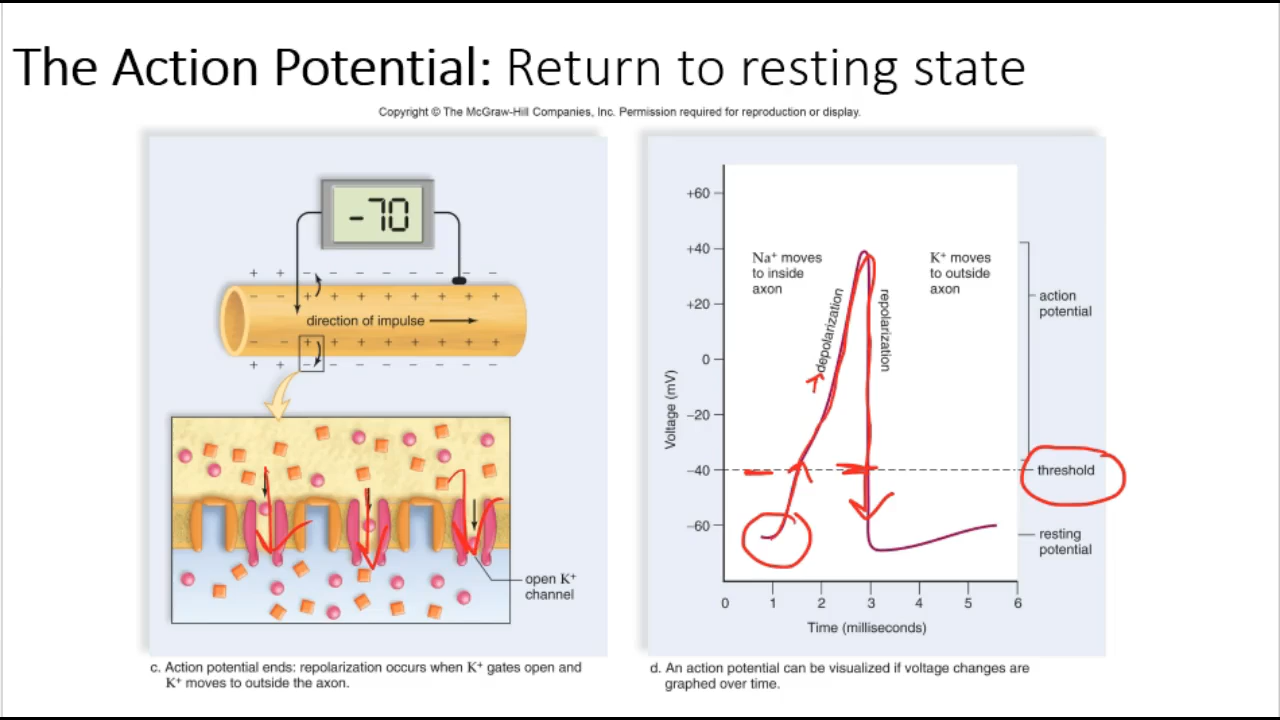 The Action Potential: Return to resting state
Copyright © The McGraw-Hill Companies, Inc. Permission required for reproduction or display.
-70
+ + − − − − − − −
− − + + + + + + + +
direction of impulse
− − + + + + + + + +
+ + − − − − − − − −
open K⁺
channel
c. Action potential ends: repolarization occurs when K⁺ gates open and
K⁺ moves to outside the axon.
+60
+40
+20
0
−20
−40
−60
Voltage (mV)
Na⁺ moves
to inside
axon
depolarization
repolarization
K⁺ moves
to outside
axon
action
potential
threshold
resting
potential
0 1 2 3 4 5 6
Time (milliseconds)
d. An action potential can be visualized if voltage changes are
graphed over time.